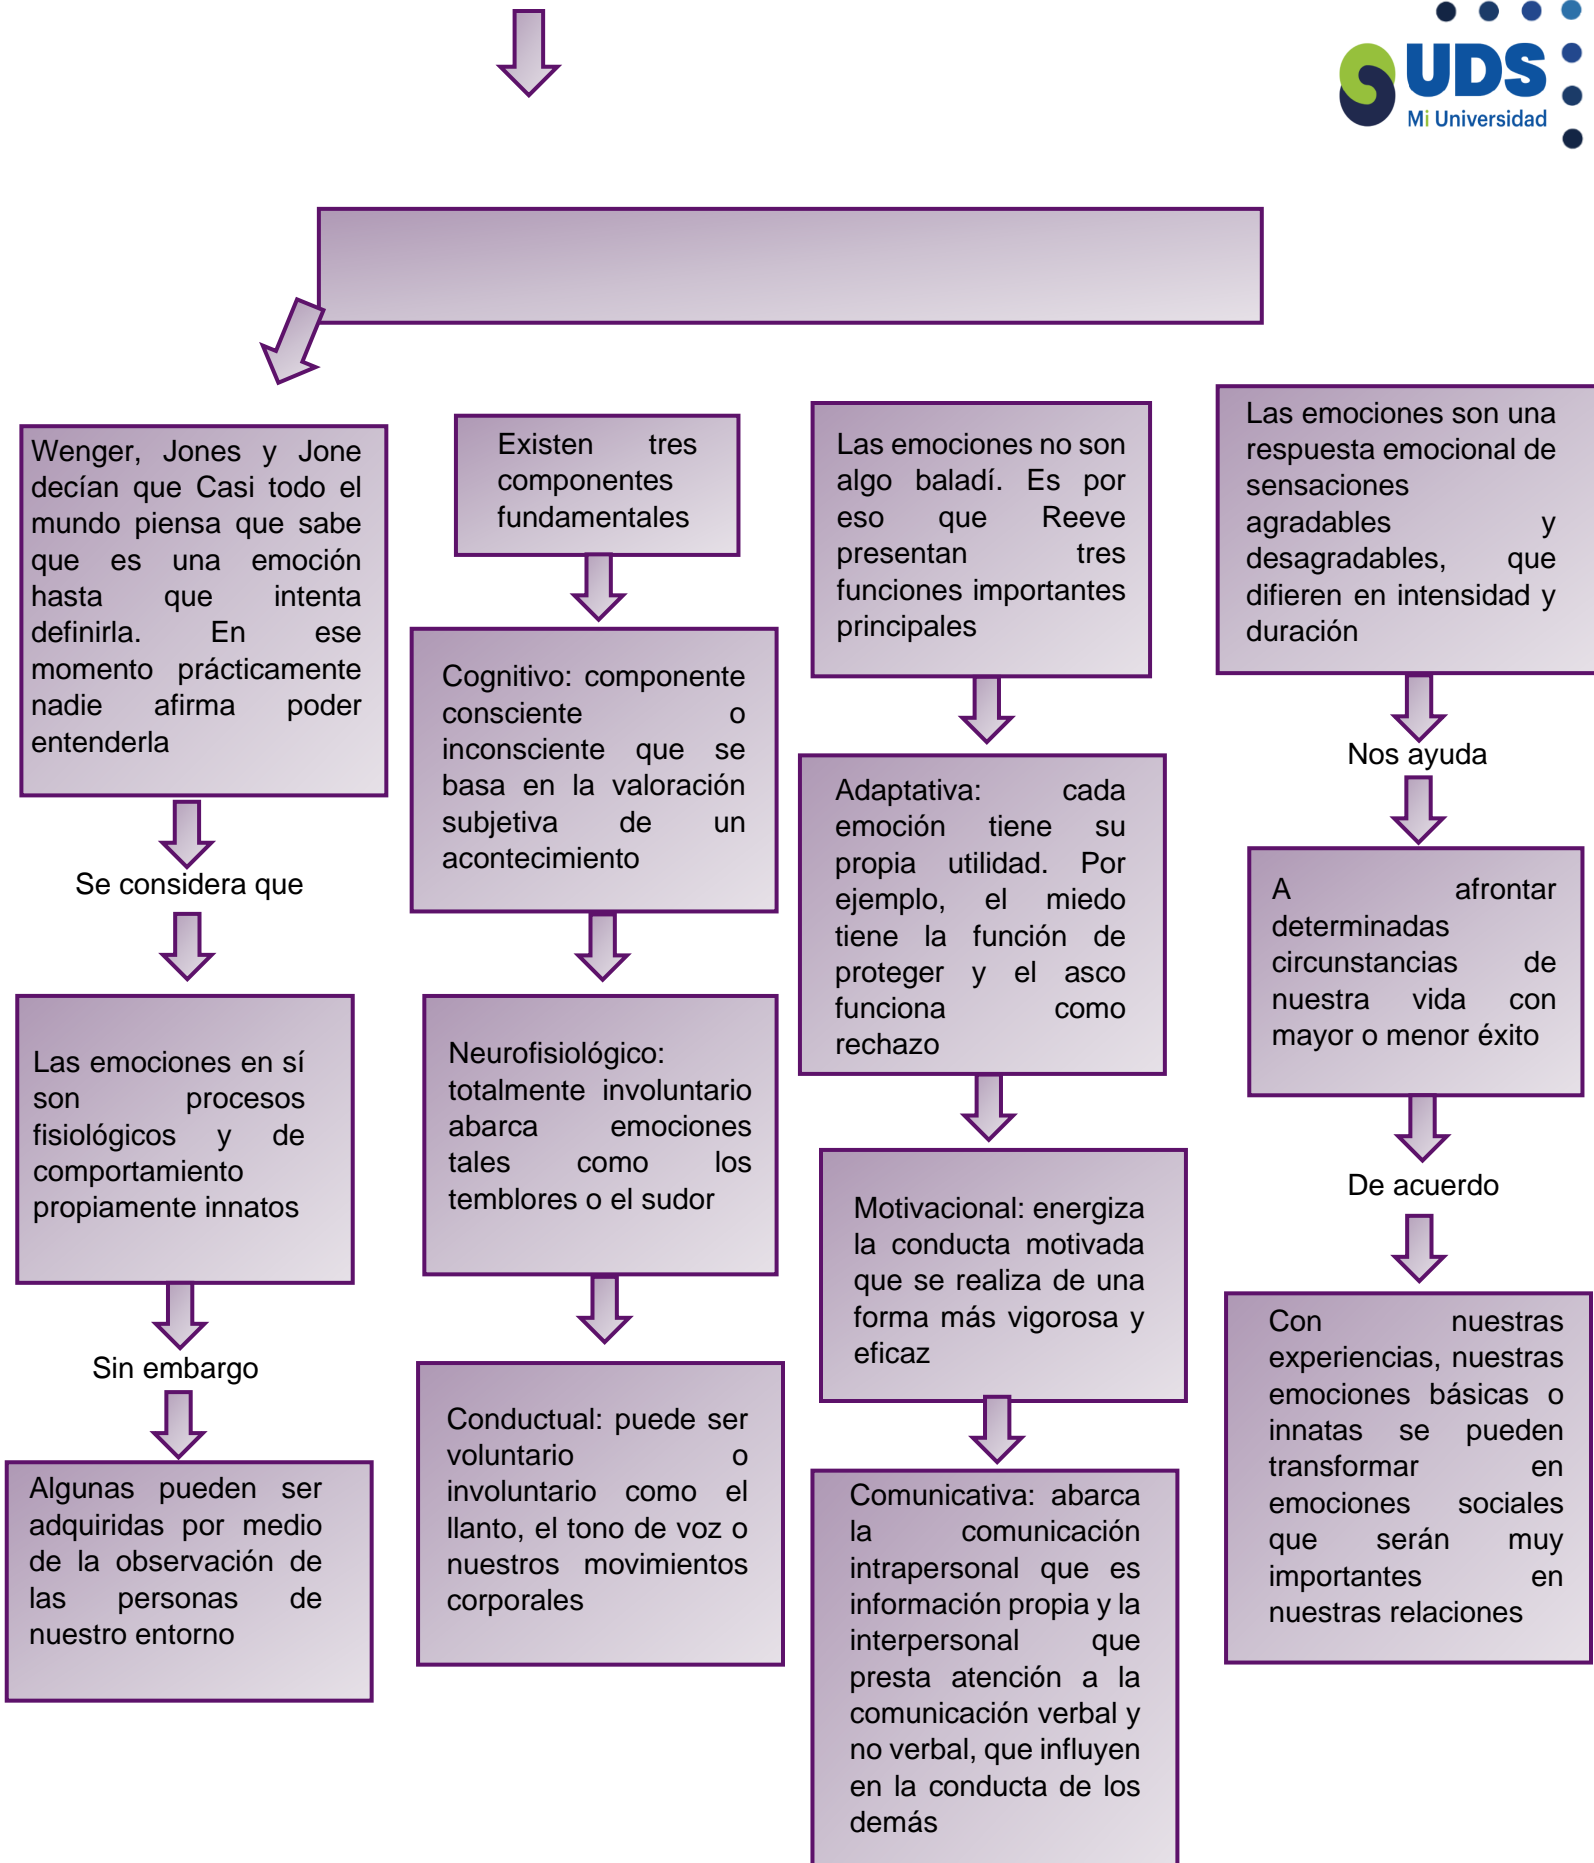 UDS
Mi Universidad
Wenger, Jones y Jone
decían que Casi todo el
mundo piensa que sabe
que es una emoción
hasta que intenta
definirla. En ese
momento prácticamente
nadie afirma poder
entenderla
Se considera que
Las emociones en sí
son procesos
fisiológicos y de
comportamiento
propiamente innatos
Sin embargo
Algunas pueden ser
adquiridas por medio
de la observación de
las personas de
nuestro entorno
Existen tres
componentes
fundamentales
Cognitivo: componente
consciente o
inconsciente que se
basa en la valoración
subjetiva de un
acontecimiento
Neurofisiológico:
totalmente involuntario
abarca emociones
tales como los
temblores o el sudor
Conductual: puede ser
voluntario o
involuntario como el
llanto, el tono de voz o
nuestros movimientos
corporales
Las emociones no son
algo baladí. Es por
eso que Reeve
presentan tres
funciones importantes
principales
Adaptativa: cada
emoción tiene su
propia utilidad. Por
ejemplo, el miedo
tiene la función de
proteger y el asco
funciona como
rechazo
Motivacional: energiza
la conducta motivada
que se realiza de una
forma más vigorosa y
eficaz
Comunicativa: abarca
la comunicación
intrapersonal que es
información propia y la
interpersonal que
presta atención a la
comunicación verbal y
no verbal, que influyen
en la conducta de los
demás
Las emociones son una
respuesta emocional de
sensaciones
agradables y
desagradables, que
difieren en intensidad y
duración
Nos ayuda
A afrontar
determinadas
circunstancias de
nuestra vida con
mayor o menor éxito
De acuerdo
Con nuestras
experiencias, nuestras
emociones básicas o
innatas se pueden
transformar en
emociones sociales
que serán muy
importantes en
nuestras relaciones